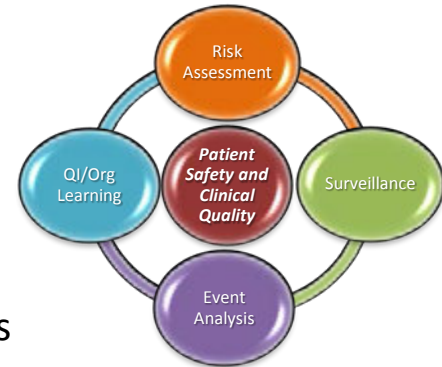 Risk
Assessment
QI/Org
Learning
Patient
Safety and
Clinical
Quality
Surveillance
Event
Analysis
s